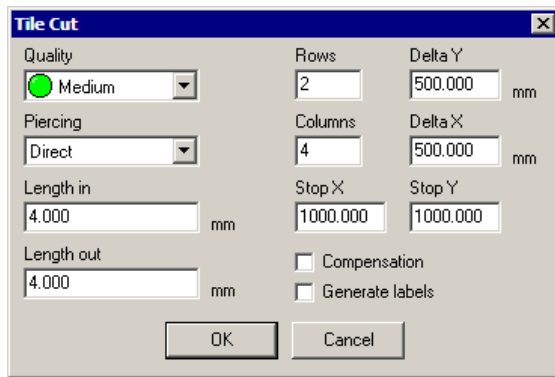 Tile Cut
Quality
Medium
Piercing
Direct
Length in
4.000 mm
Length out
4.000 mm
Rows
2
Delta Y
500.000 mm
Columns
4
Delta X
500.000 mm
Stop X
1000.000
Stop Y
1000.000
Compensation
Generate labels
OK
Cancel